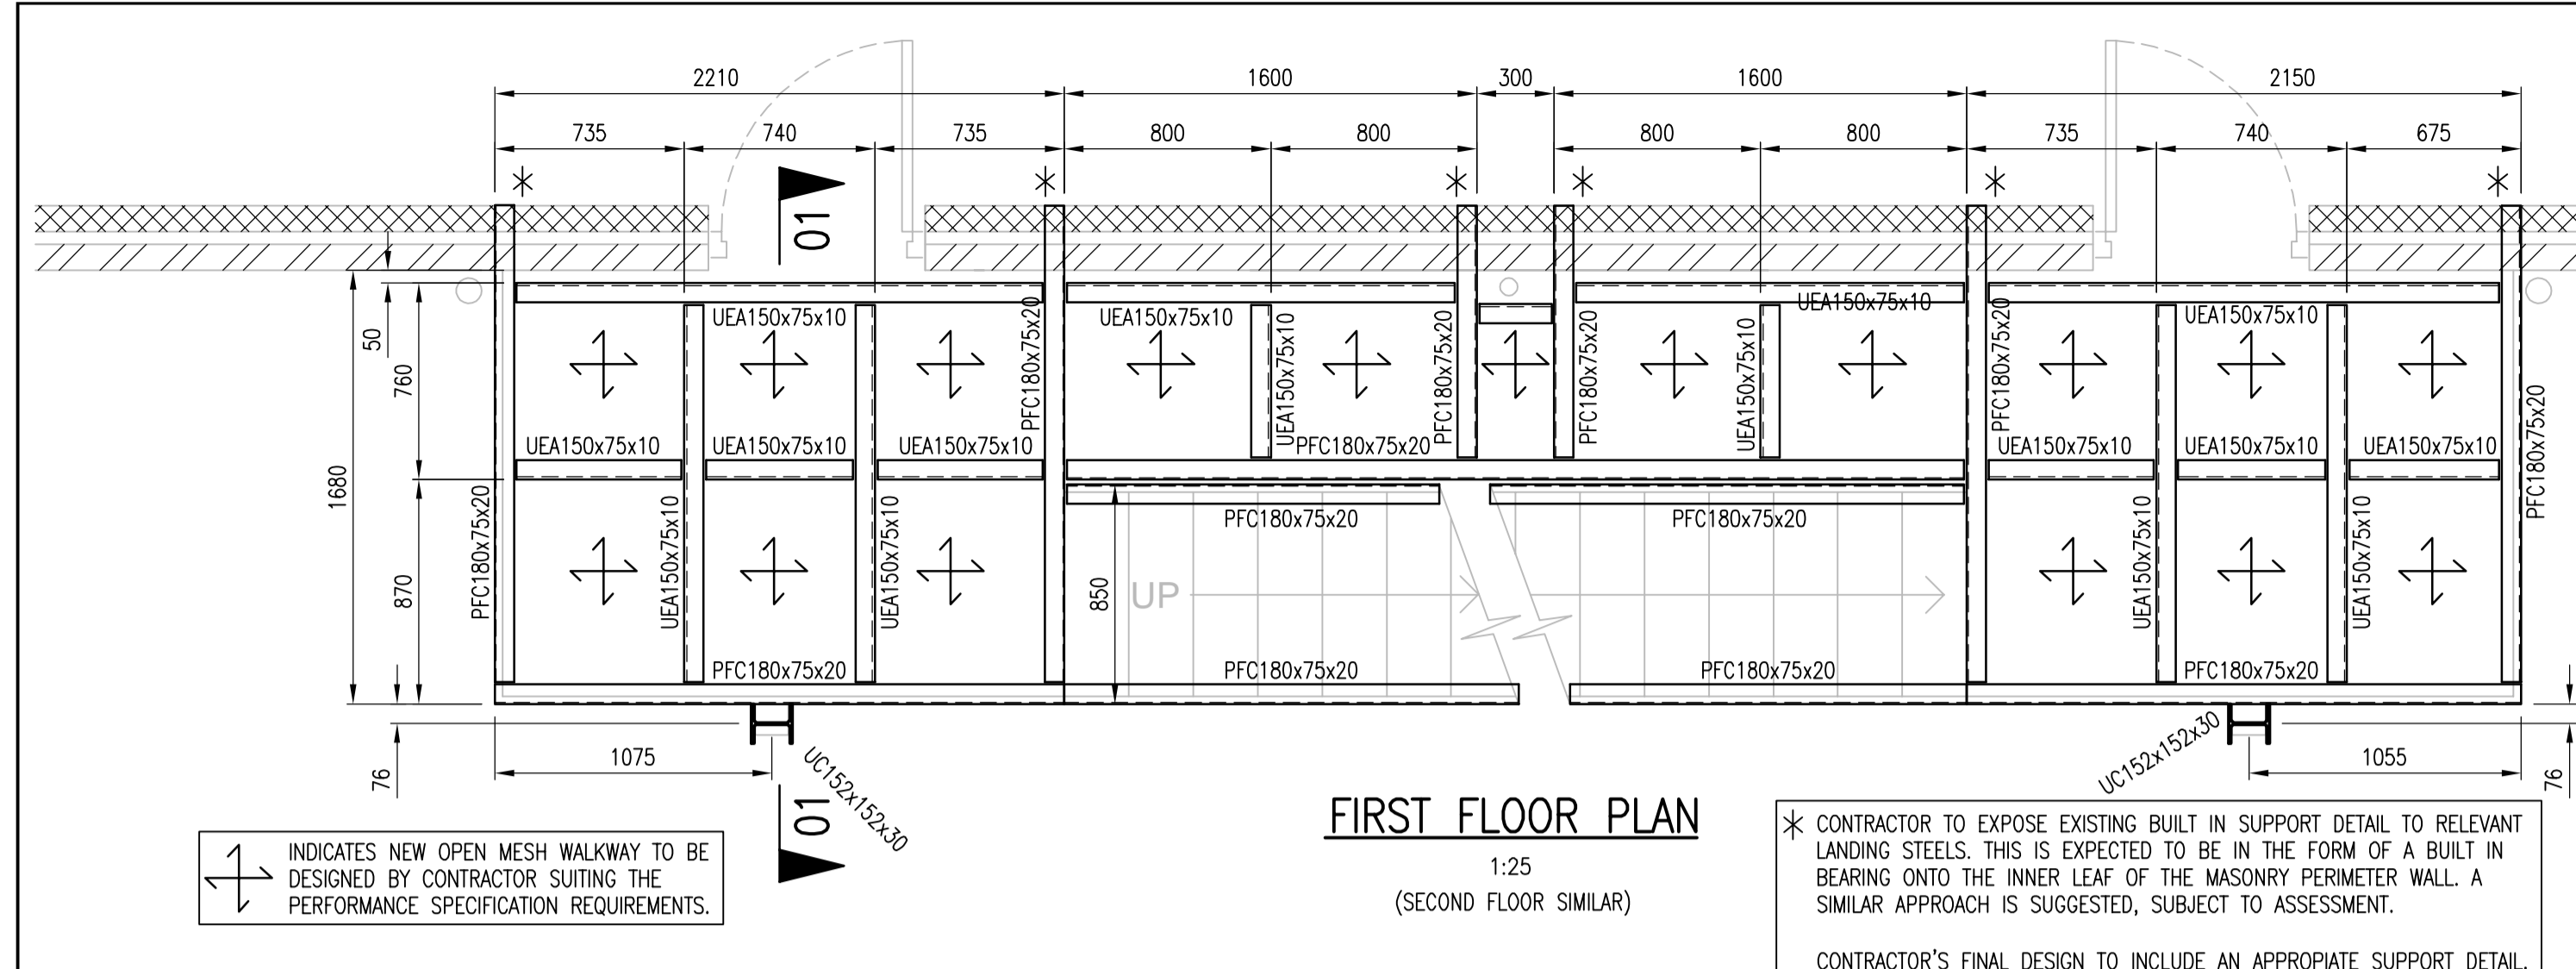 2210
1600
300
1600
2150
735
740
735
800
800
800
800
735
740
675
01
UEA150x75x10
PFC180x75x20
UEA150x75x10
UEA150x75x10
PFC180x75x20
PFC180x75x20
UEA150x75x10
UEA150x75x10
PFC180x75x20
UEA150x75x10
PFC180x75x20
50
760
1680
870
UEA150x75x10
UEA150x75x10
UEA150x75x10
PFC180x75x20
UEA150x75x10
UEA150x75x10
UEA150x75x10
PFC180x75x20
UEA150x75x10
UEA150x75x10
PFC180x75x20
PFC180x75x20
UEA150x75x10
UEA150x75x10
850
UP
PFC180x75x20
PFC180x75x20
PFC180x75x20
PFC180x75x20
76
1075
UC152x152x30
01
UC152x152x30
1055
76
FIRST FLOOR PLAN
1:25
(SECOND FLOOR SIMILAR)
INDICATES NEW OPEN MESH WALKWAY TO BE
DESIGNED BY CONTRACTOR SUITING THE
PERFORMANCE SPECIFICATION REQUIREMENTS.
CONTRACTOR TO EXPOSE EXISTING BUILT IN SUPPORT DETAIL TO RELEVANT
LANDING STEELS. THIS IS EXPECTED TO BE IN THE FORM OF A BUILT IN
BEARING ONTO THE INNER LEAF OF THE MASONRY PERIMETER WALL. A
SIMILAR APPROACH IS SUGGESTED, SUBJECT TO ASSESSMENT.
CONTRACTOR'S FINAL DESIGN TO INCLUDE AN APPROPIATE SUPPORT DETAIL.